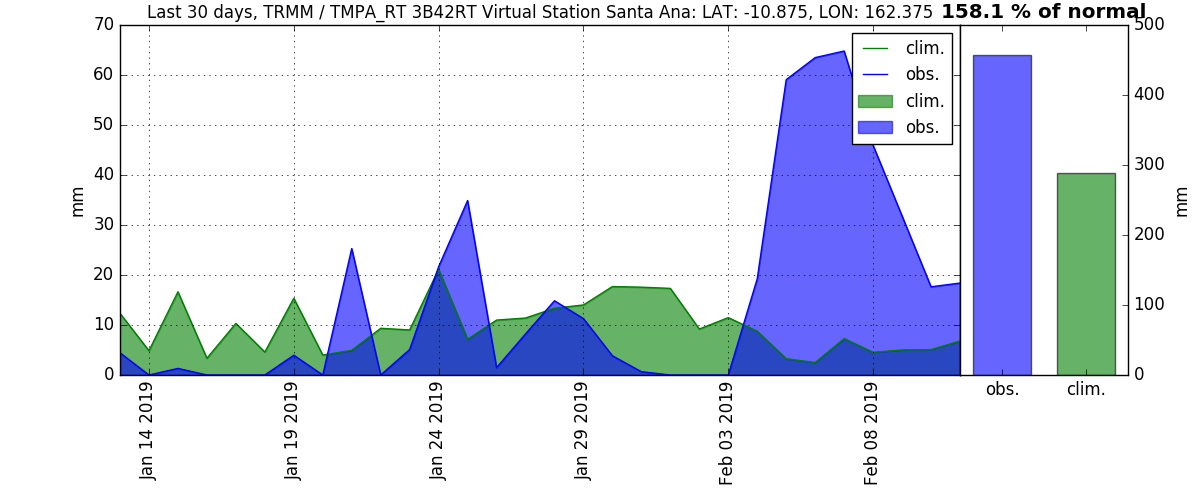 Last 30 days, TRMM / TMPA_RT 3B42RT Virtual Station Santa Ana: LAT: -10.875, LON: 162.375 158.1 % of normal
70
60
50
40
30
20
10
0
mm
clim.
obs.
clim.
obs.
Jan 14 2019
Jan 19 2019
Jan 24 2019
Jan 29 2019
Feb 03 2019
Feb 08 2019
500
400
300
200
100
0
mm
obs.
clim.